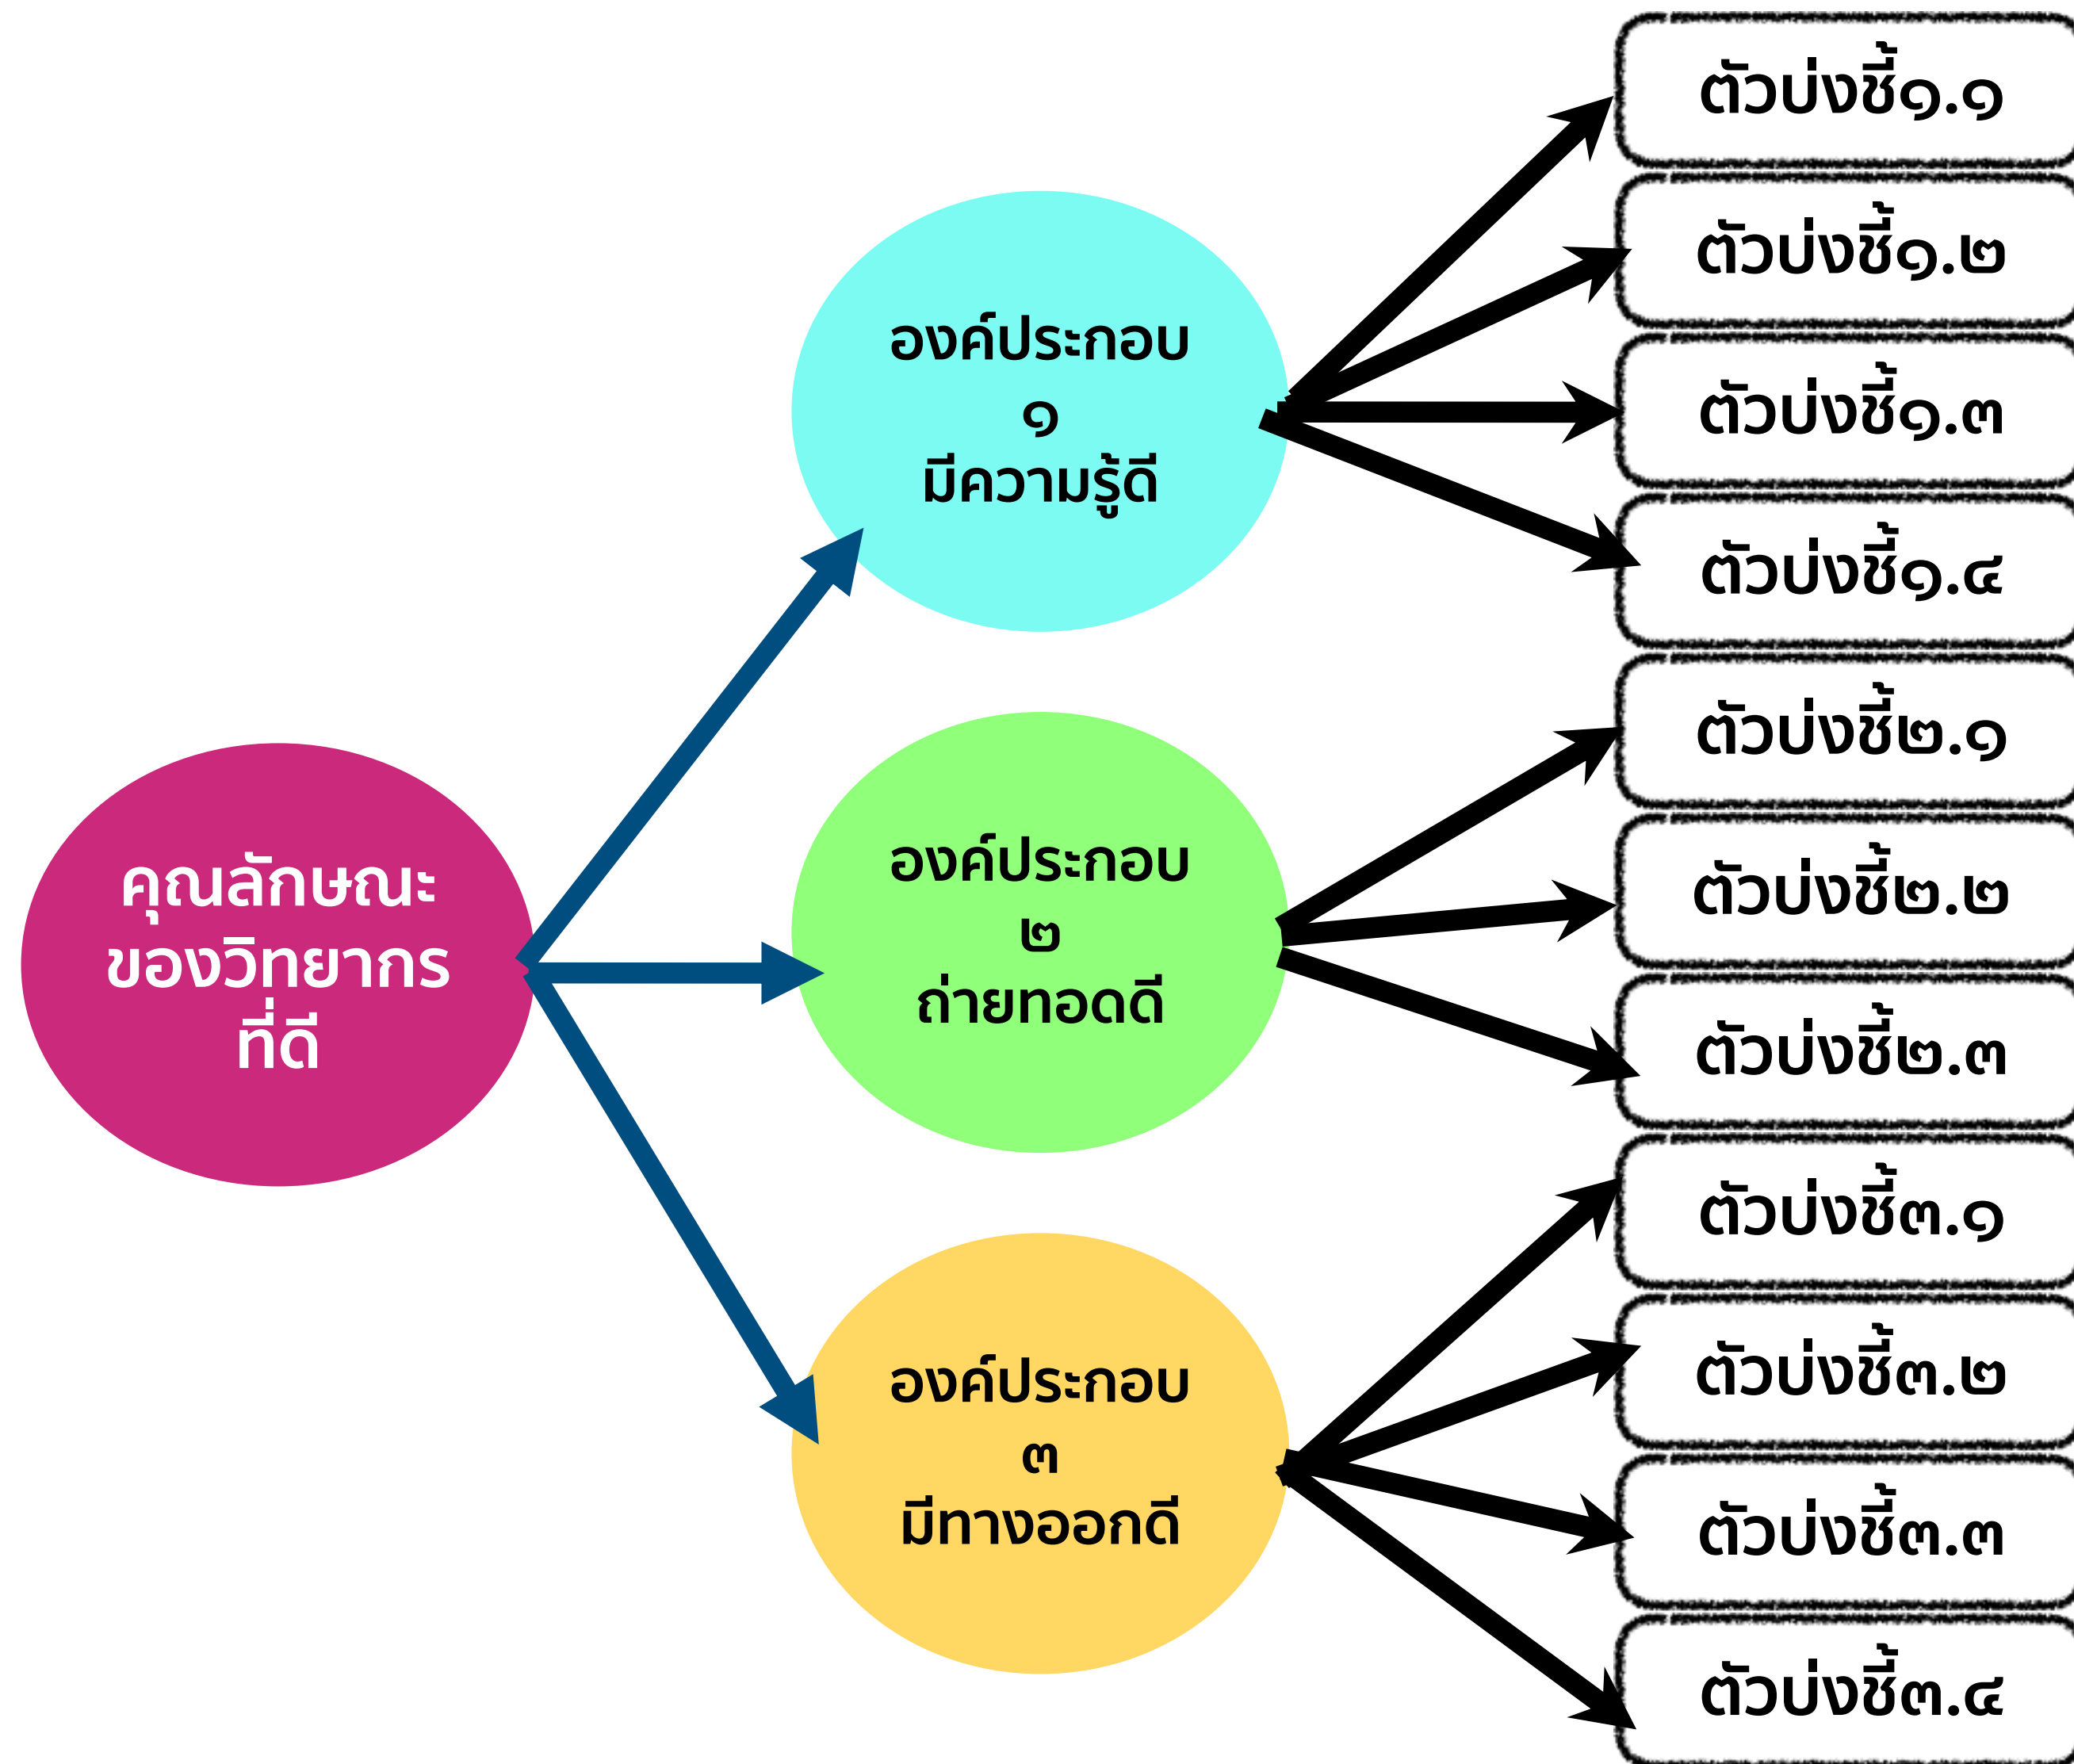 คุณลักษณะ
ของวิทยากร
ที่ดี
องค์ประกอบ
๑
มีความรู้ดี
องค์ประกอบ
๒
ถ่ายทอดดี
องค์ประกอบ
๓
มีทางออกดี
ตัวบ่งชี้๑.๑
ตัวบ่งชี้๑.๒
ตัวบ่งชี้๑.๓
ตัวบ่งชี้๑.๔
ตัวบ่งชี้๒.๑
ตัวบ่งชี้๒.๒
ตัวบ่งชี้๒.๓
ตัวบ่งชี้๓.๑
ตัวบ่งชี้๓.๒
ตัวบ่งชี้๓.๓
ตัวบ่งชี้๓.๔